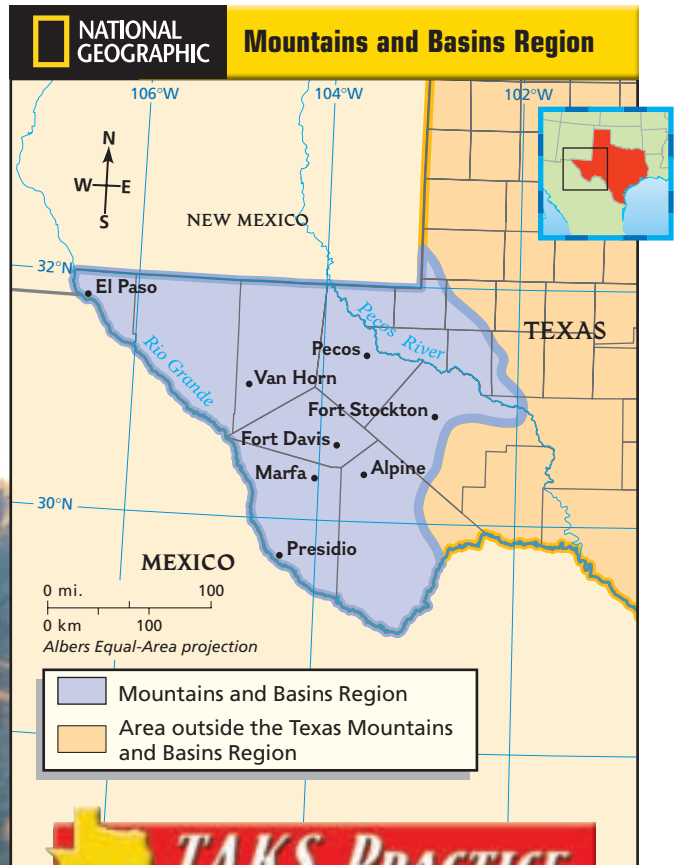 NATIONAL
GEOGRAPHIC
Mountains and Basins Region
106°W
104°W
102°W
N
W E
S
NEW MEXICO
32°N
El Paso
Pecos River
TEXAS
Rio Grande
Pecos
Van Horn
Fort Stockton
Fort Davis
Marfa
Alpine
30°N
Presidio
MEXICO
0 mi. 100
0 km 100
Albers Equal-Area projection
Mountains and Basins Region
Area outside the Texas Mountains
and Basins Region
TAKS PRACTICE